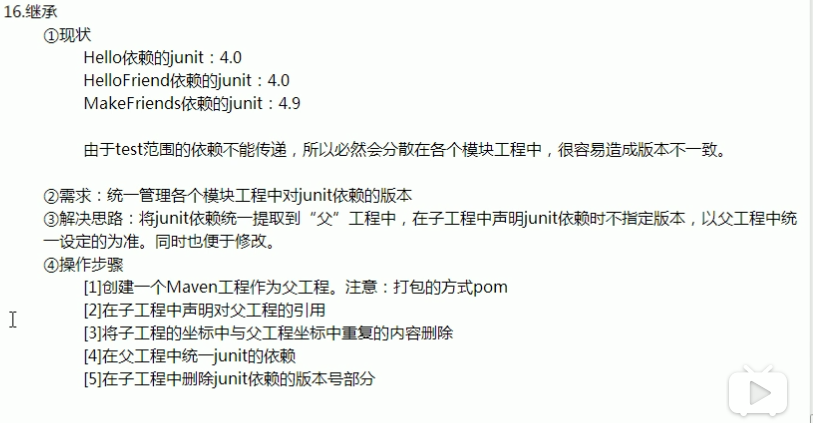 16.继承
①现状
Hello依赖的junit：4.0
HelloFriend依赖的junit：4.0
MakeFriends依赖的junit：4.9
由于test范围的依赖不能传递，所以必然会分散在各个模块工程中，很容易造成版本不一致。
②需求：统一管理各个模块工程中对junit依赖的版本
③解决思路：将junit依赖统一提取到“父”工程中，在子工程中声明junit依赖时不指定版本，以父工程中统
一设定的为准。同时也便于修改。
④操作步骤
[1]创建一个Maven工程作为父工程。注意：打包的方式pom
[2]在子工程中声明对父工程的引用
[3]将子工程的坐标中与父工程坐标中重复的内容删除
[4]在父工程中统一junit的依赖
[5]在子工程中删除junit依赖的版本号部分